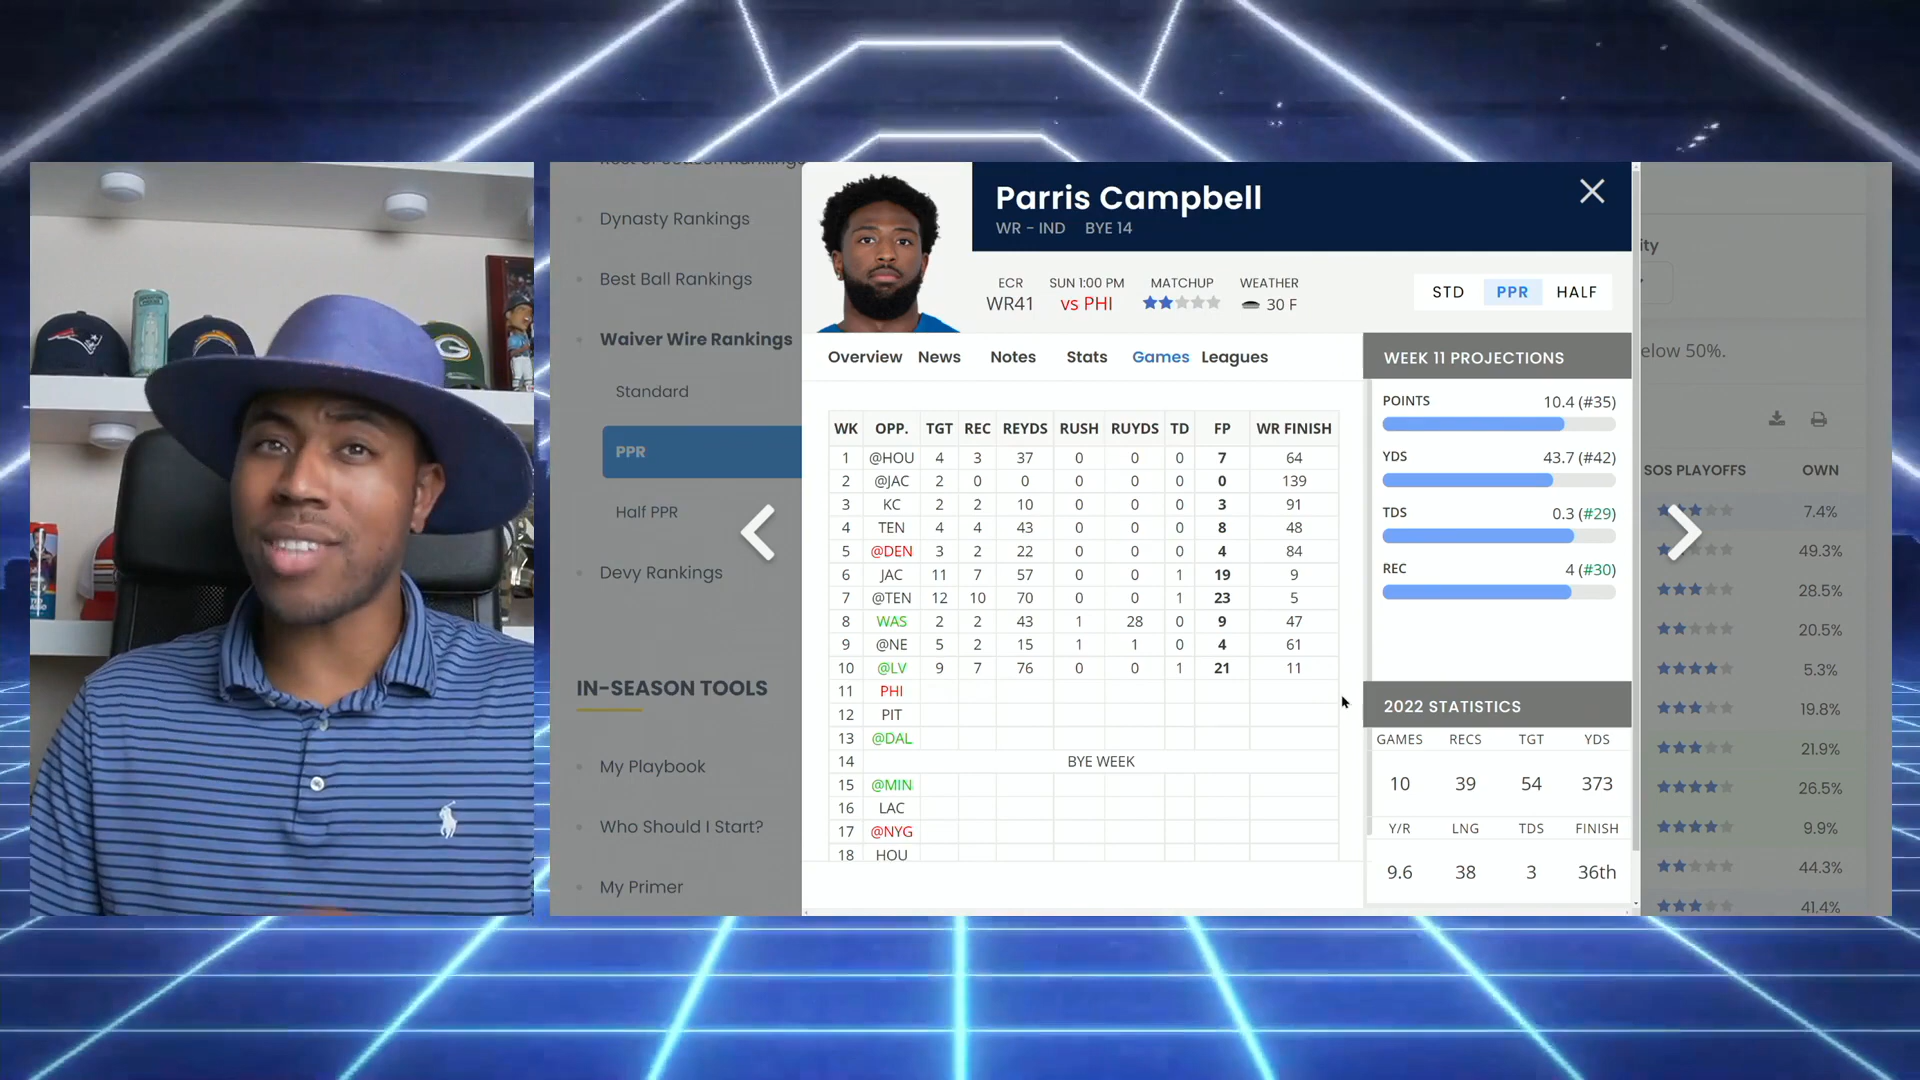 Dynasty Rankings
Best Ball Rankings
Waiver Wire Rankings
Standard
PPR
Half PPR
Devy Rankings
IN-SEASON TOOLS
My Playbook
Who Should I Start?
My Primer
Parris Campbell
WR - IND BYE 14
ECR SUN 1:00 PM MATCHUP WEATHER
WR41 vs PHI 30 F
STD PPR HALF
Overview News Notes Stats Games Leagues
WK OPP. TGT REC REYDS RUSH RUYDS TD FP WR FINISH
1 @HOU 4 3 37 0 0 0 7 64
2 @JAC 2 0 0 0 0 0 0 139
3 KC 2 2 10 0 0 0 3 91
4 TEN 4 4 43 0 0 0 8 48
5 @DEN 3 2 22 0 0 0 4 84
6 JAC 11 7 57 0 0 1 19 9
7 @TEN 12 10 70 0 0 1 23 5
8 WAS 2 2 43 1 28 0 9 47
9 @NE 5 2 15 1 1 0 4 61
10 @LV 9 7 76 0 0 1 21 11
11 PHI
12 PIT
13 @DAL
14 BYE WEEK
15 @MIN
16 LAC
17 @NYG
18 HOU
WEEK 11 PROJECTIONS
POINTS 10.4 (#35)
YDS 43.7 (#42)
TDS 0.3 (#29)
REC 4 (#30)
2022 STATISTICS
GAMES RECS TGT YDS
10 39 54 373
Y/R LNG TDS FINISH
9.6 38 3 36th
ity
elow 50%.
SOS PLAYOFFS OWN
7.4%
49.3%
28.5%
20.5%
5.3%
19.8%
21.9%
26.5%
9.9%
44.3%
41.4%